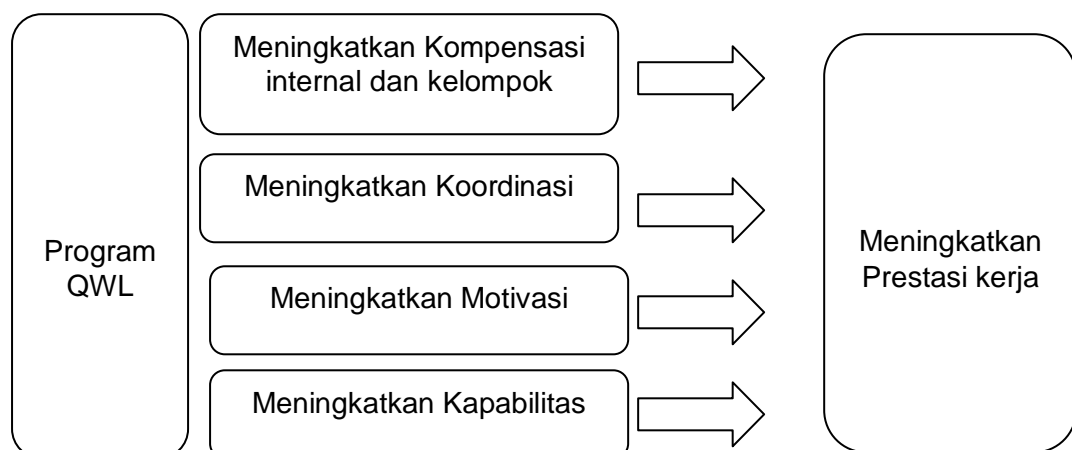 Program
QWL
Meningkatkan Kompensasi
internal dan kelompok
Meningkatkan Koordinasi
Meningkatkan Motivasi
Meningkatkan Kapabilitas
Meningkatkan
Prestasi kerja